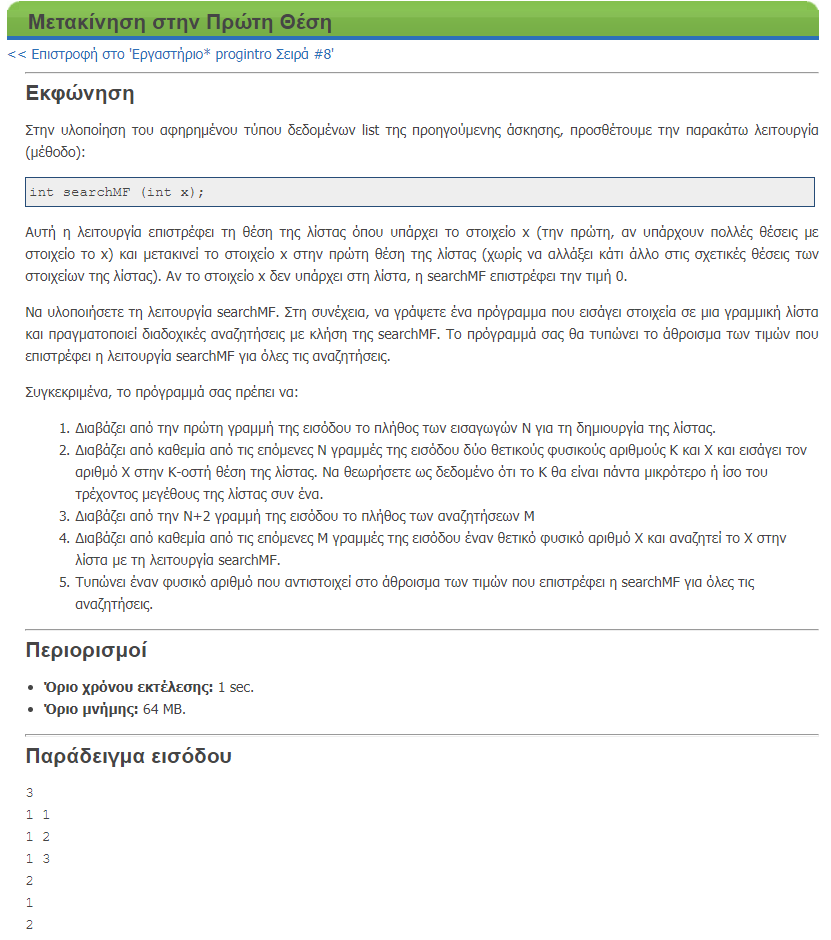 Μετακίνηση στην Πρώτη Θέση
<< Επιστροφή στο 'Εργαστήριο* progintro Σειρά #8'
Εκφώνηση
Στην υλοποίηση του αφηρημένου τύπου δεδομένων list της προηγούμενης άσκησης, προσθέτουμε την παρακάτω λειτουργία
(μέθοδο):
int searchMF (int x);
Αυτή η λειτουργία επιστρέφει τη θέση της λίστας όπου υπάρχει το στοιχείο x (την πρώτη, αν υπάρχουν πολλές θέσεις με
στοιχείο το x) και μετακινεί το στοιχείο x στην πρώτη θέση της λίστας (χωρίς να αλλάξει κάτι άλλο στις σχετικές θέσεις των
στοιχείων της λίστας). Αν το στοιχείο x δεν υπάρχει στη λίστα, η searchMF επιστρέφει την τιμή 0.
Να υλοποιήσετε τη λειτουργία searchMF. Στη συνέχεια, να γράψετε ένα πρόγραμμα που εισάγει στοιχεία σε μια γραμμική λίστα
και πραγματοποιεί διαδοχικές αναζητήσεις με κλήση της searchMF. Το πρόγραμμά σας θα τυπώνει το άθροισμα των τιμών που
επιστρέφει η λειτουργία searchMF για όλες τις αναζητήσεις.
Συγκεκριμένα, το πρόγραμμά σας πρέπει να:
1. Διαβάζει από την πρώτη γραμμή της εισόδου το πλήθος των εισαγωγών N για τη δημιουργία της λίστας.
2. Διαβάζει από καθεμία από τις επόμενες N γραμμές της εισόδου δύο θετικούς φυσικούς αριθμούς K και X και εισάγει τον
αριθμό X στην K-οστή θέση της λίστας. Να θεωρήσετε ως δεδομένο ότι το K θα είναι πάντα μικρότερο ή ίσο του
τρέχοντος μεγέθους της λίστας συν ένα.
3. Διαβάζει από την N+2 γραμμή της εισόδου το πλήθος των αναζητήσεων M
4. Διαβάζει από καθεμία από τις επόμενες M γραμμές της εισόδου έναν θετικό φυσικό αριθμό X και αναζητεί το X στην
λίστα με τη λειτουργία searchMF.
5. Τυπώνει έναν φυσικό αριθμό που αντιστοιχεί στο άθροισμα των τιμών που επιστρέφει η searchMF για όλες τις
αναζητήσεις.
Περιορισμοί
• Όριο χρόνου εκτέλεσης: 1 sec.
• Όριο μνήμης: 64 MB.
Παράδειγμα εισόδου
3
1 1
1 2
1 3
2
1
2